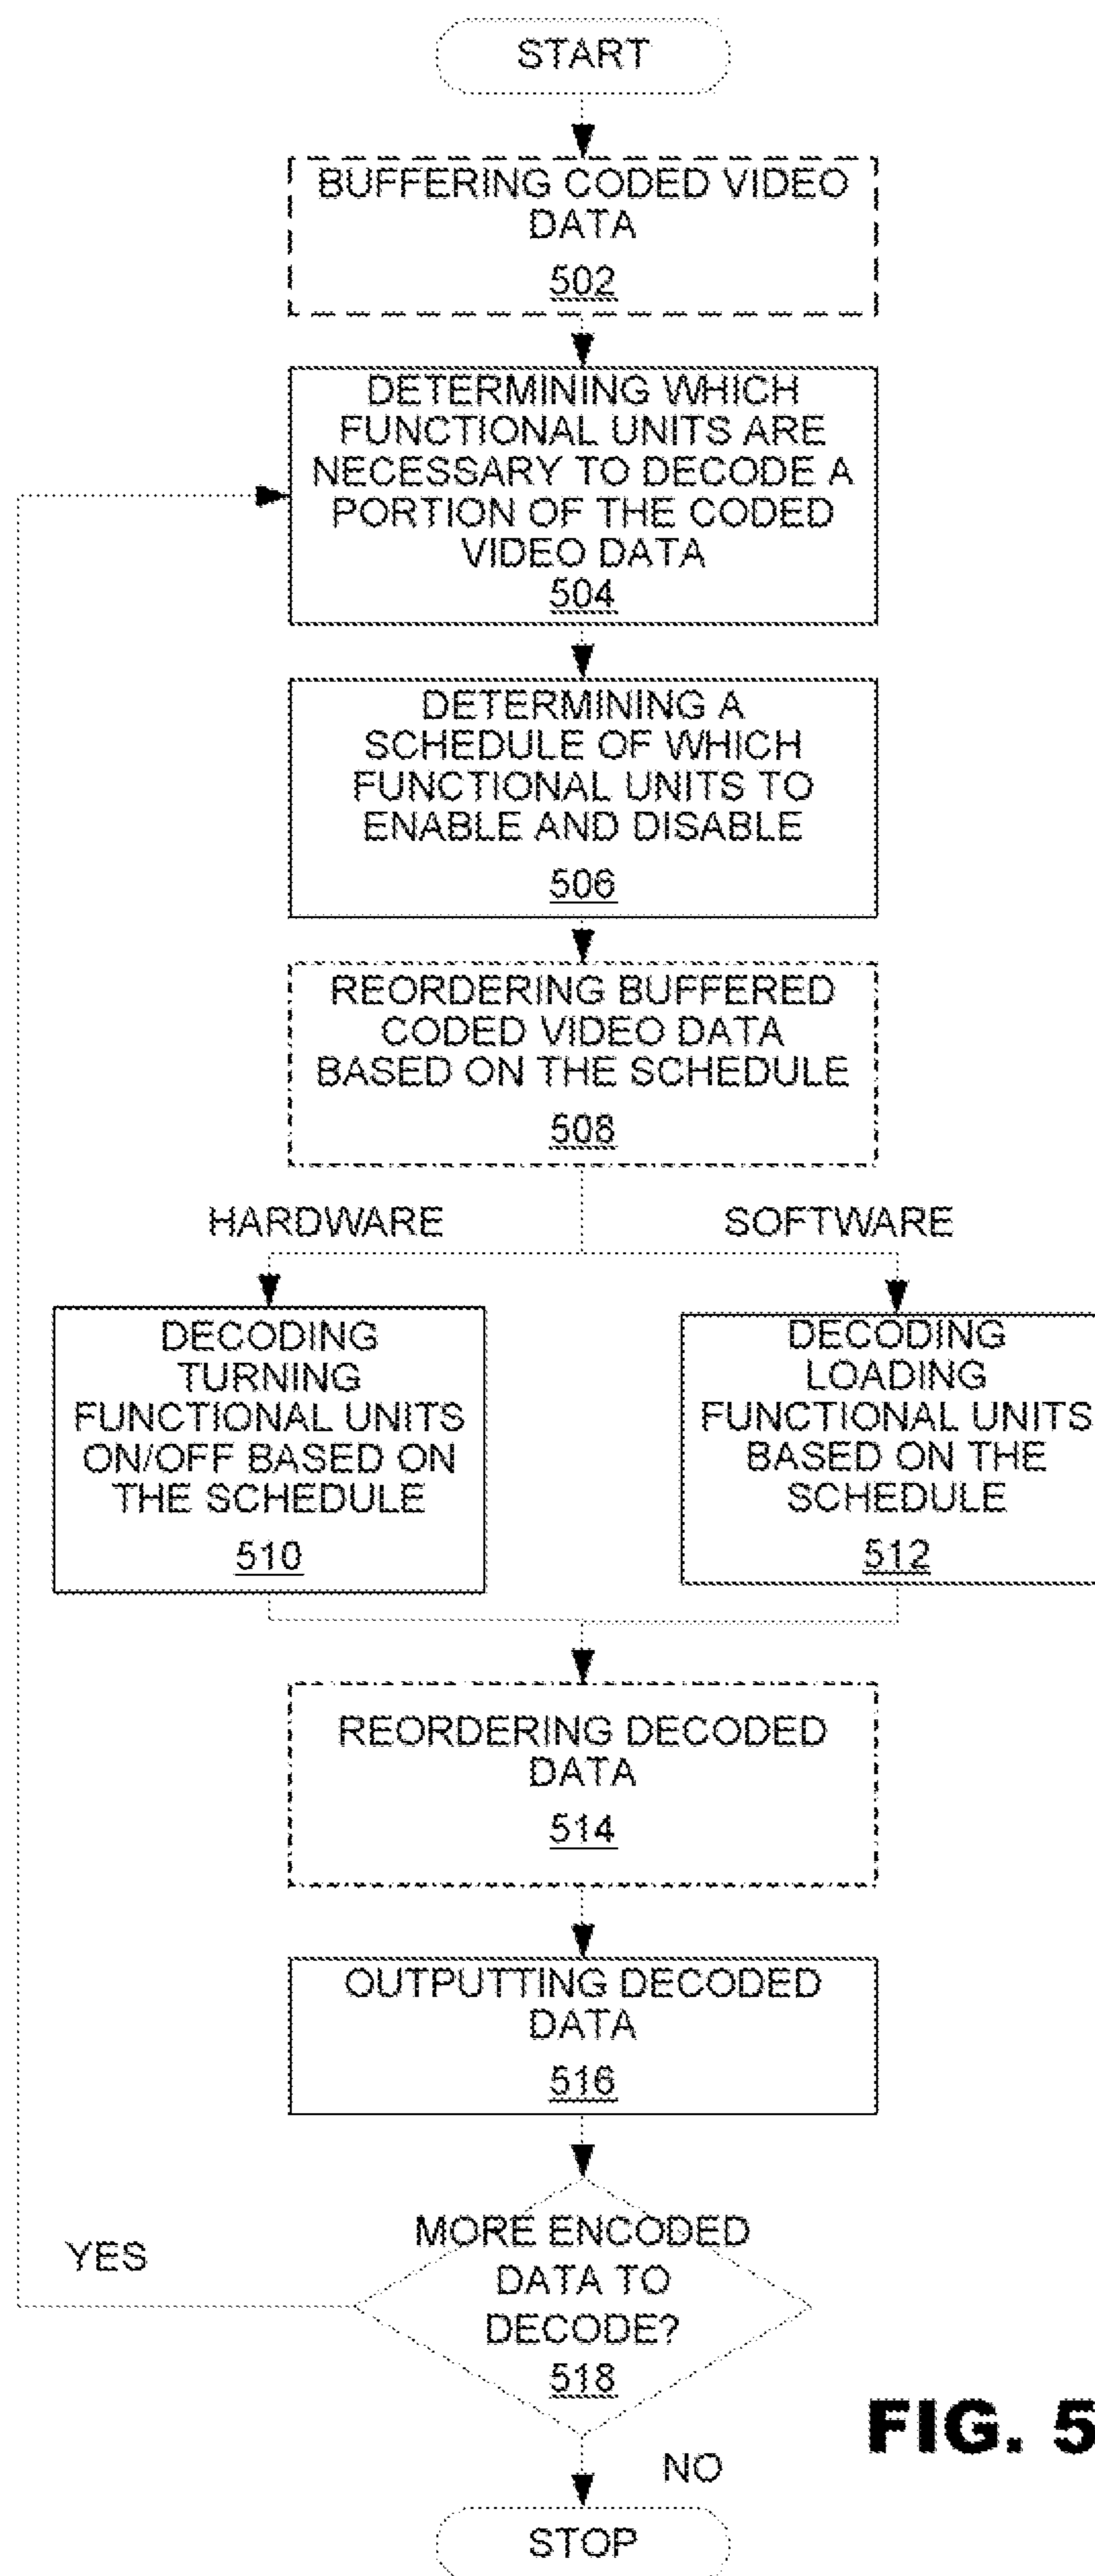 START
BUFFERING CODED VIDEO
DATA
502
DETERMINING WHICH
FUNCTIONAL UNITS ARE
NECESSARY TO DECODE A
PORTION OF THE CODED
VIDEO DATA
504
DETERMINING A
SCHEDULE OF WHICH
FUNCTIONAL UNITS TO
ENABLE AND DISABLE
506
REORDERING BUFFERED
CODED VIDEO DATA
BASED ON THE SCHEDULE
508
HARDWARE
SOFTWARE
DECODING
TURNING
FUNCTIONAL UNITS
ON/OFF BASED ON
THE SCHEDULE
510
DECODING
LOADING
FUNCTIONAL UNITS
BASED ON THE
SCHEDULE
512
REORDERING DECODED
DATA
514
OUTPUTTING DECODED
DATA
516
YES
MORE ENCODED
DATA TO
DECODE?
518
FIG. 5
NO
STOP